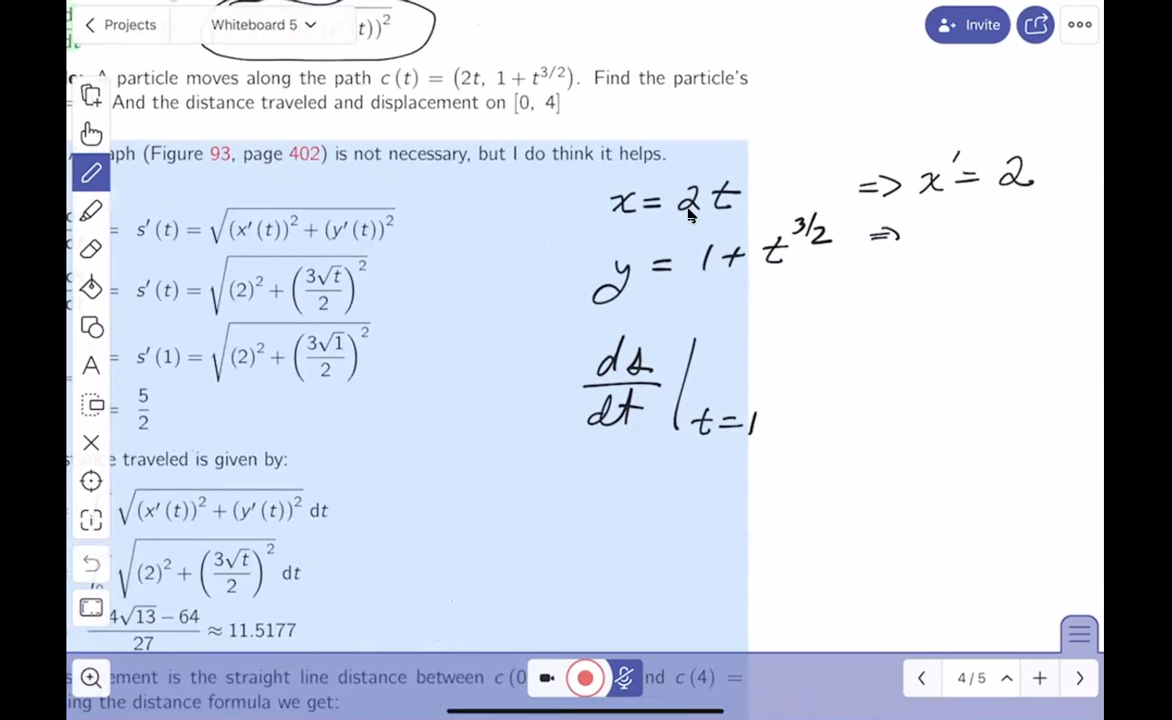 Projects
Whiteboard 5
t))²
Invite
particle moves along the path c (t) = (2t, 1 + t^{3/2}). Find the particle's
And the distance traveled and displacement on [0, 4]
(Figure 93, page 402) is not necessary, but I do think it helps.
= s′(t) = √((x′(t))² + (y′(t))²)
= s′(t) = √((2)² + (3√t/2)²)
= s′(1) = √((2)² + (3√1/2)²)
= 5/2
traveled is given by:
√((x′(t))² + (y′(t))²) dt
√((2)² + (3√t/2)²) dt
4√13 − 64
27
≈ 11.5177
is the straight line distance between c (0
nd c (4) =
the distance formula we get:
x = 2t => x′ = 2
y = 1 + t^{3/2} =>
ds/dt |t=1
A
4/5